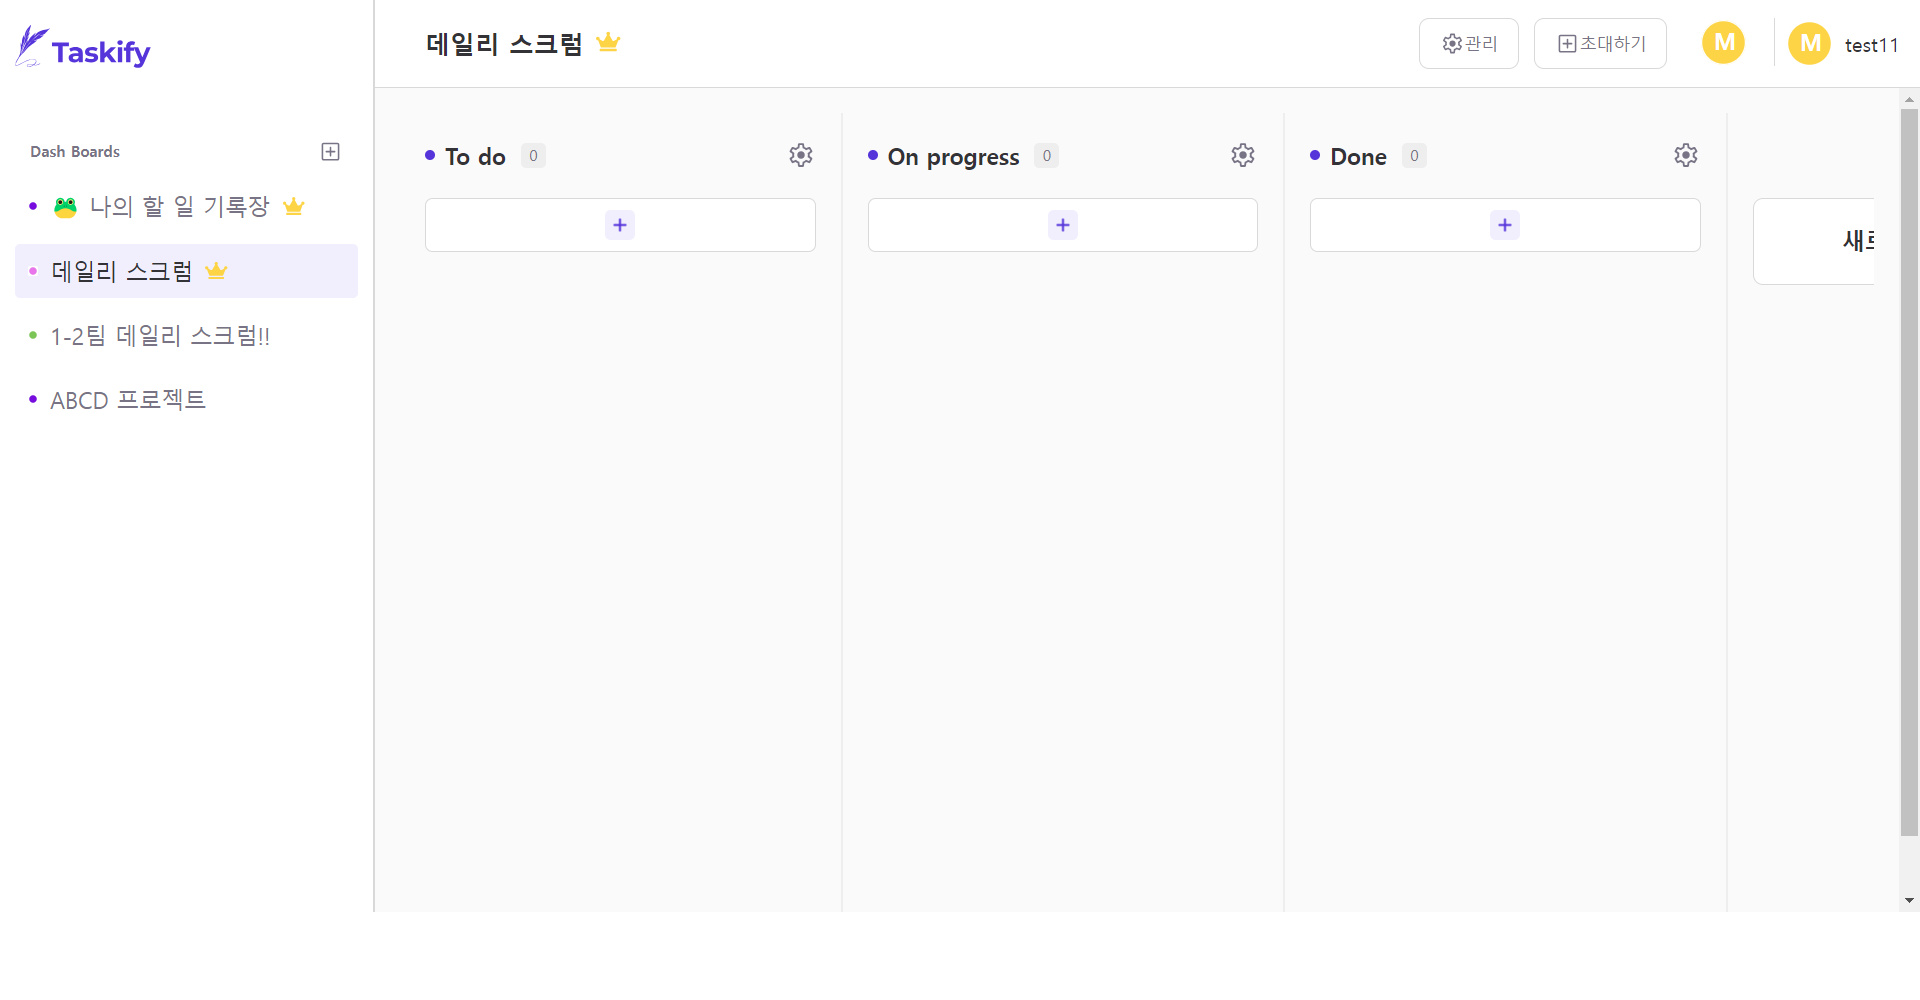 Taskify
데일리 스크럼
관리
초대하기
M
M
test11
Dash Boards
🐸 나의 할 일 기록장
데일리 스크럼
1-2팀 데일리 스크럼!!
ABCD 프로젝트
To do 0
On progress 0
Done 0
새로